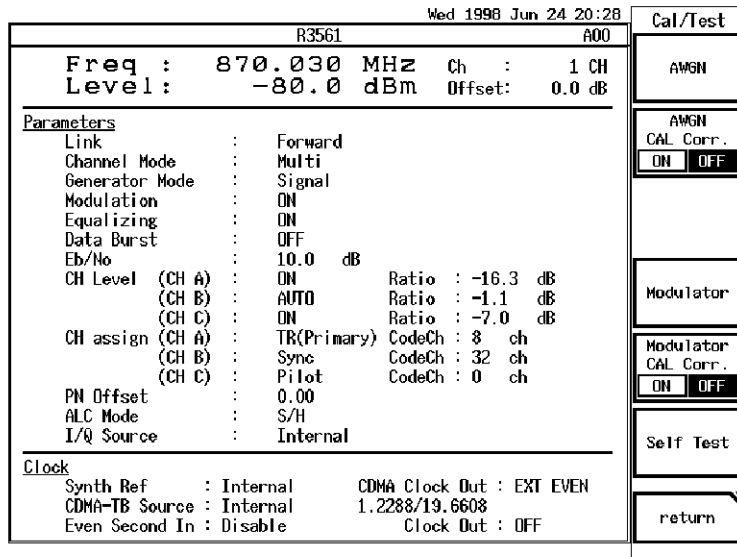 Wed 1998 Jun 24 20:28
R3561 A00
Freq : 870.030 MHz Ch : 1 CH
Level: -80.0 dBm Offset: 0.0 dB
Parameters
Link : Forward
Channel Mode : Multi
Generator Mode : Signal
Modulation : ON
Equalizing : ON
Data Burst : OFF
Eb/No : 10.0 dB
CH Level (CH A) : ON Ratio : -16.3 dB
(CH B) : AUTO Ratio : -1.1 dB
(CH C) : ON Ratio : -7.0 dB
CH assign (CH A) : TR(Primary) CodeCh : 8 ch
(CH B) : Sync CodeCh : 32 ch
(CH C) : Pilot CodeCh : 0 ch
PN Offset : 0.00
ALC Mode : S/H
I/Q Source : Internal
Clock
Synth Ref : Internal CDMA Clock Out : EXT EVEN
CDMA-TB Source : Internal 1.2288/19.6608
Even Second In : Disable Clock Out : OFF
Cal/Test
AWGN
AWGN
CAL Corr.
ON OFF
Modulator
Modulator
CAL Corr.
ON OFF
Self Test
return